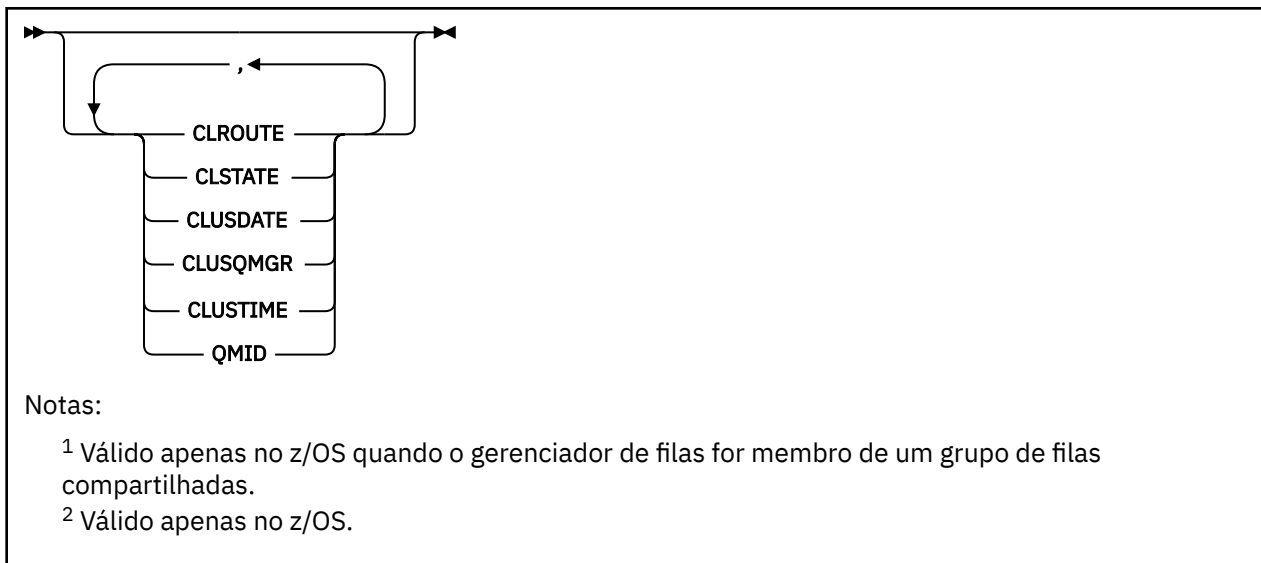 ,
CLROUTE
CLSTATE
CLUSDATE
CLUSQMGR
CLUSTIME
QMID
Notas:
1 Válido apenas no z/OS quando o gerenciador de filas for membro de um grupo de filas
compartilhadas.
2 Válido apenas no z/OS.